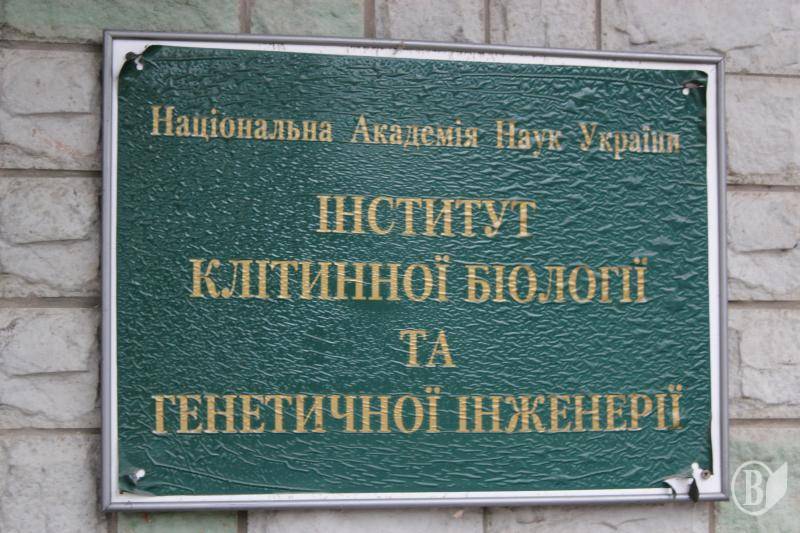 Національна Академія Наук України
ІНСТИТУТ
КЛІТИННОЇ БІОЛОГІЇ
ТА
ГЕНЕТИЧНОЇ ІНЖЕНЕРІЇ
В